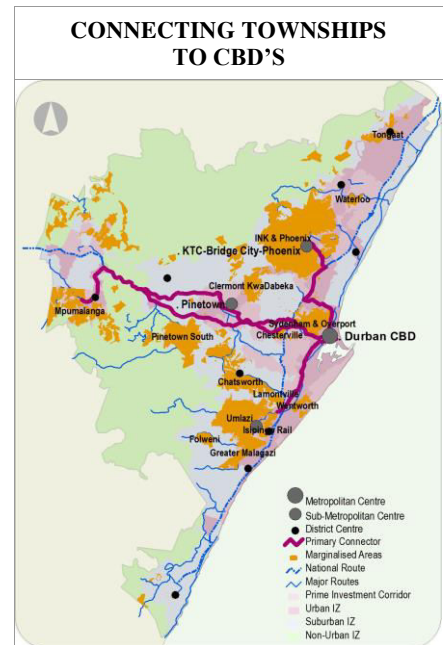 CONNECTING TOWNSHIPS
TO CBD'S
Tongaat
Waterloo
INK & Phoenix
KTC-Bridge City-Phoenix
Clermont KwaDabeka
Pinetown
Mpumalanga
Sydenham & Overport
Chesterville
Durban CBD
Pinetown South
Chatsworth
Lamontville
Wentworth
Umlazi
Isipingo Rail
Folweni
Greater Malagazi
Metropolitan Centre
Sub-Metropolitan Centre
District Centre
Primary Connector
Marginalised Areas
National Route
Major Routes
Prime Investment Corridor
Urban IZ
Suburban IZ
Non-Urban IZ